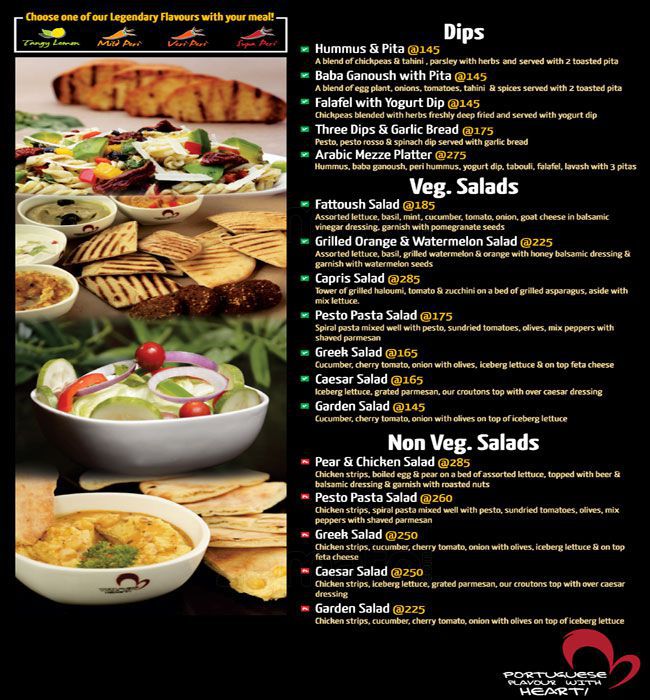 Choose one of our Legendary Flavours with your meal!
Tangy Lemon Mild Peri Veri Peri Supa Peri
Dips
Hummus & Pita @145
A blend of chickpeas & tahini , parsley with herbs and served with 2 toasted pita
Baba Ganoush with Pita @145
A blend of egg plant, onions, tomatoes, tahini & spices served with 2 toasted pita
Falafel with Yogurt Dip @145
Chickpeas blended with herbs freshly deep fried and served with yogurt dip
Three Dips & Garlic Bread @175
Pesto, pesto rosso & spinach dip served with garlic bread
Arabic Mezze Platter @275
Hummus, baba ganoush, peri hummus, yogurt dip, tabouli, falafel, lavash with 3 pitas
Veg. Salads
Fattoush Salad @185
Assorted lettuce, basil, mint, cucumber, tomato, onion, goat cheese in balsamic
vinegar dressing, garnish with pomegranate seeds
Grilled Orange & Watermelon Salad @225
Assorted lettuce, basil, grilled watermelon & orange with honey balsamic dressing &
garnish with watermelon seeds
Capris Salad @285
Tower of grilled haloumi, tomato & zucchini on a bed of grilled asparagus, aside with
mix lettuce.
Pesto Pasta Salad @175
Spiral pasta mixed well with pesto, sundried tomatoes, olives, mix peppers with
shaved parmesan
Greek Salad @165
Cucumber, cherry tomato, onion with olives, iceberg lettuce & on top feta cheese
Caesar Salad @165
Iceberg lettuce, grated parmesan, our croutons top with over caesar dressing
Garden Salad @145
Cucumber, cherry tomato, onion with olives on top of iceberg lettuce
Non Veg. Salads
Pear & Chicken Salad @285
Chicken strips, boiled egg & pear on a bed of assorted lettuce, topped with beer &
balsamic dressing & garnish with roasted nuts
Pesto Pasta Salad @260
Chicken strips, spiral pasta mixed well with pesto, sundried tomatoes, olives, mix
peppers with shaved parmesan
Greek Salad @250
Chicken strips, cucumber, cherry tomato, onion with olives, iceberg lettuce & on top
feta cheese
Caesar Salad @250
Chicken strips, iceberg lettuce, grated parmesan, our croutons top with over caesar
dressing
Garden Salad @225
Chicken strips, cucumber, cherry tomato, onion with olives on top of iceberg lettuce
PORTUGUESE
FLAVOUR WITH
HEART!